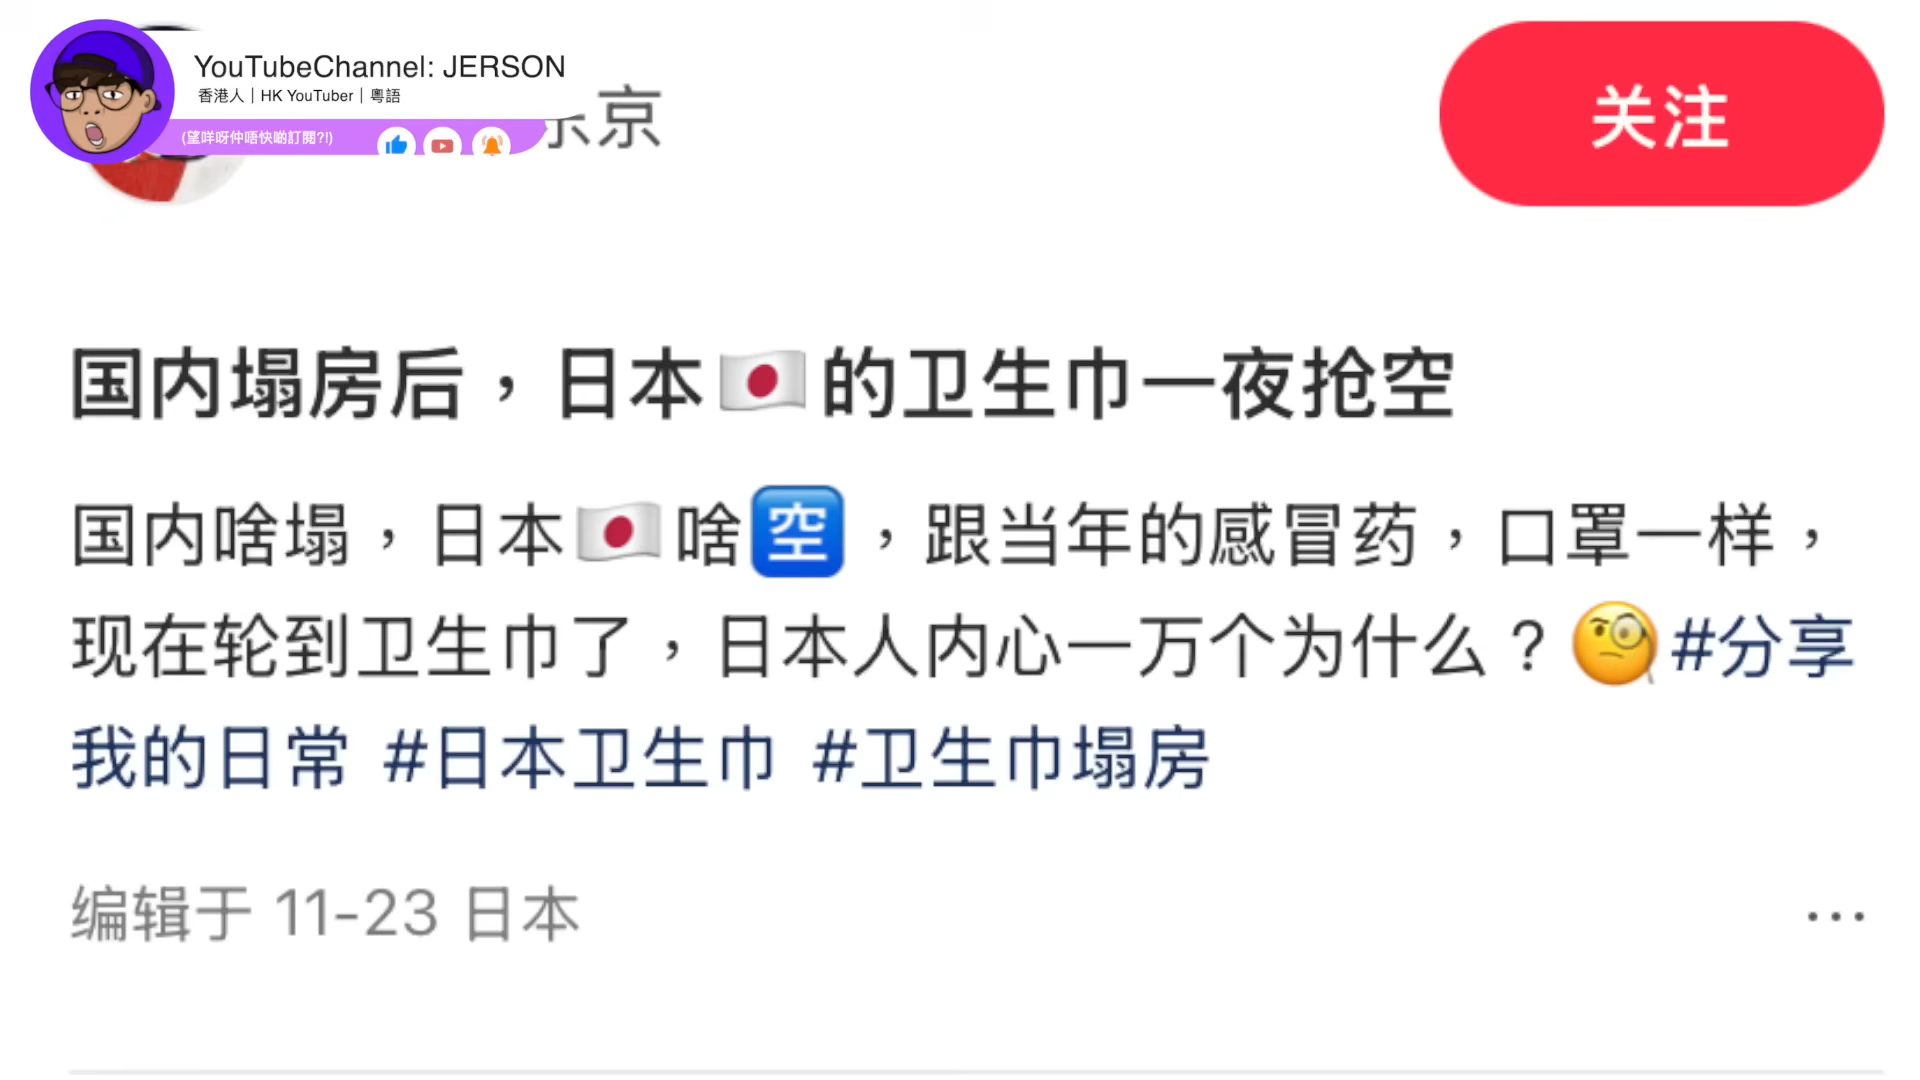 YouTubeChannel: JERSON
香港人｜HK YouTuber｜粵語
(望咩呀仲唔快啲訂閱?!)
京
关注
国内塌房后，日本🇯🇵的卫生巾一夜抢空
国内啥塌，日本🇯🇵啥🈳，跟当年的感冒药，口罩一样，
现在轮到卫生巾了，日本人内心一万个为什么？🧐#分享
我的日常 #日本卫生巾 #卫生巾塌房
编辑于 11-23 日本